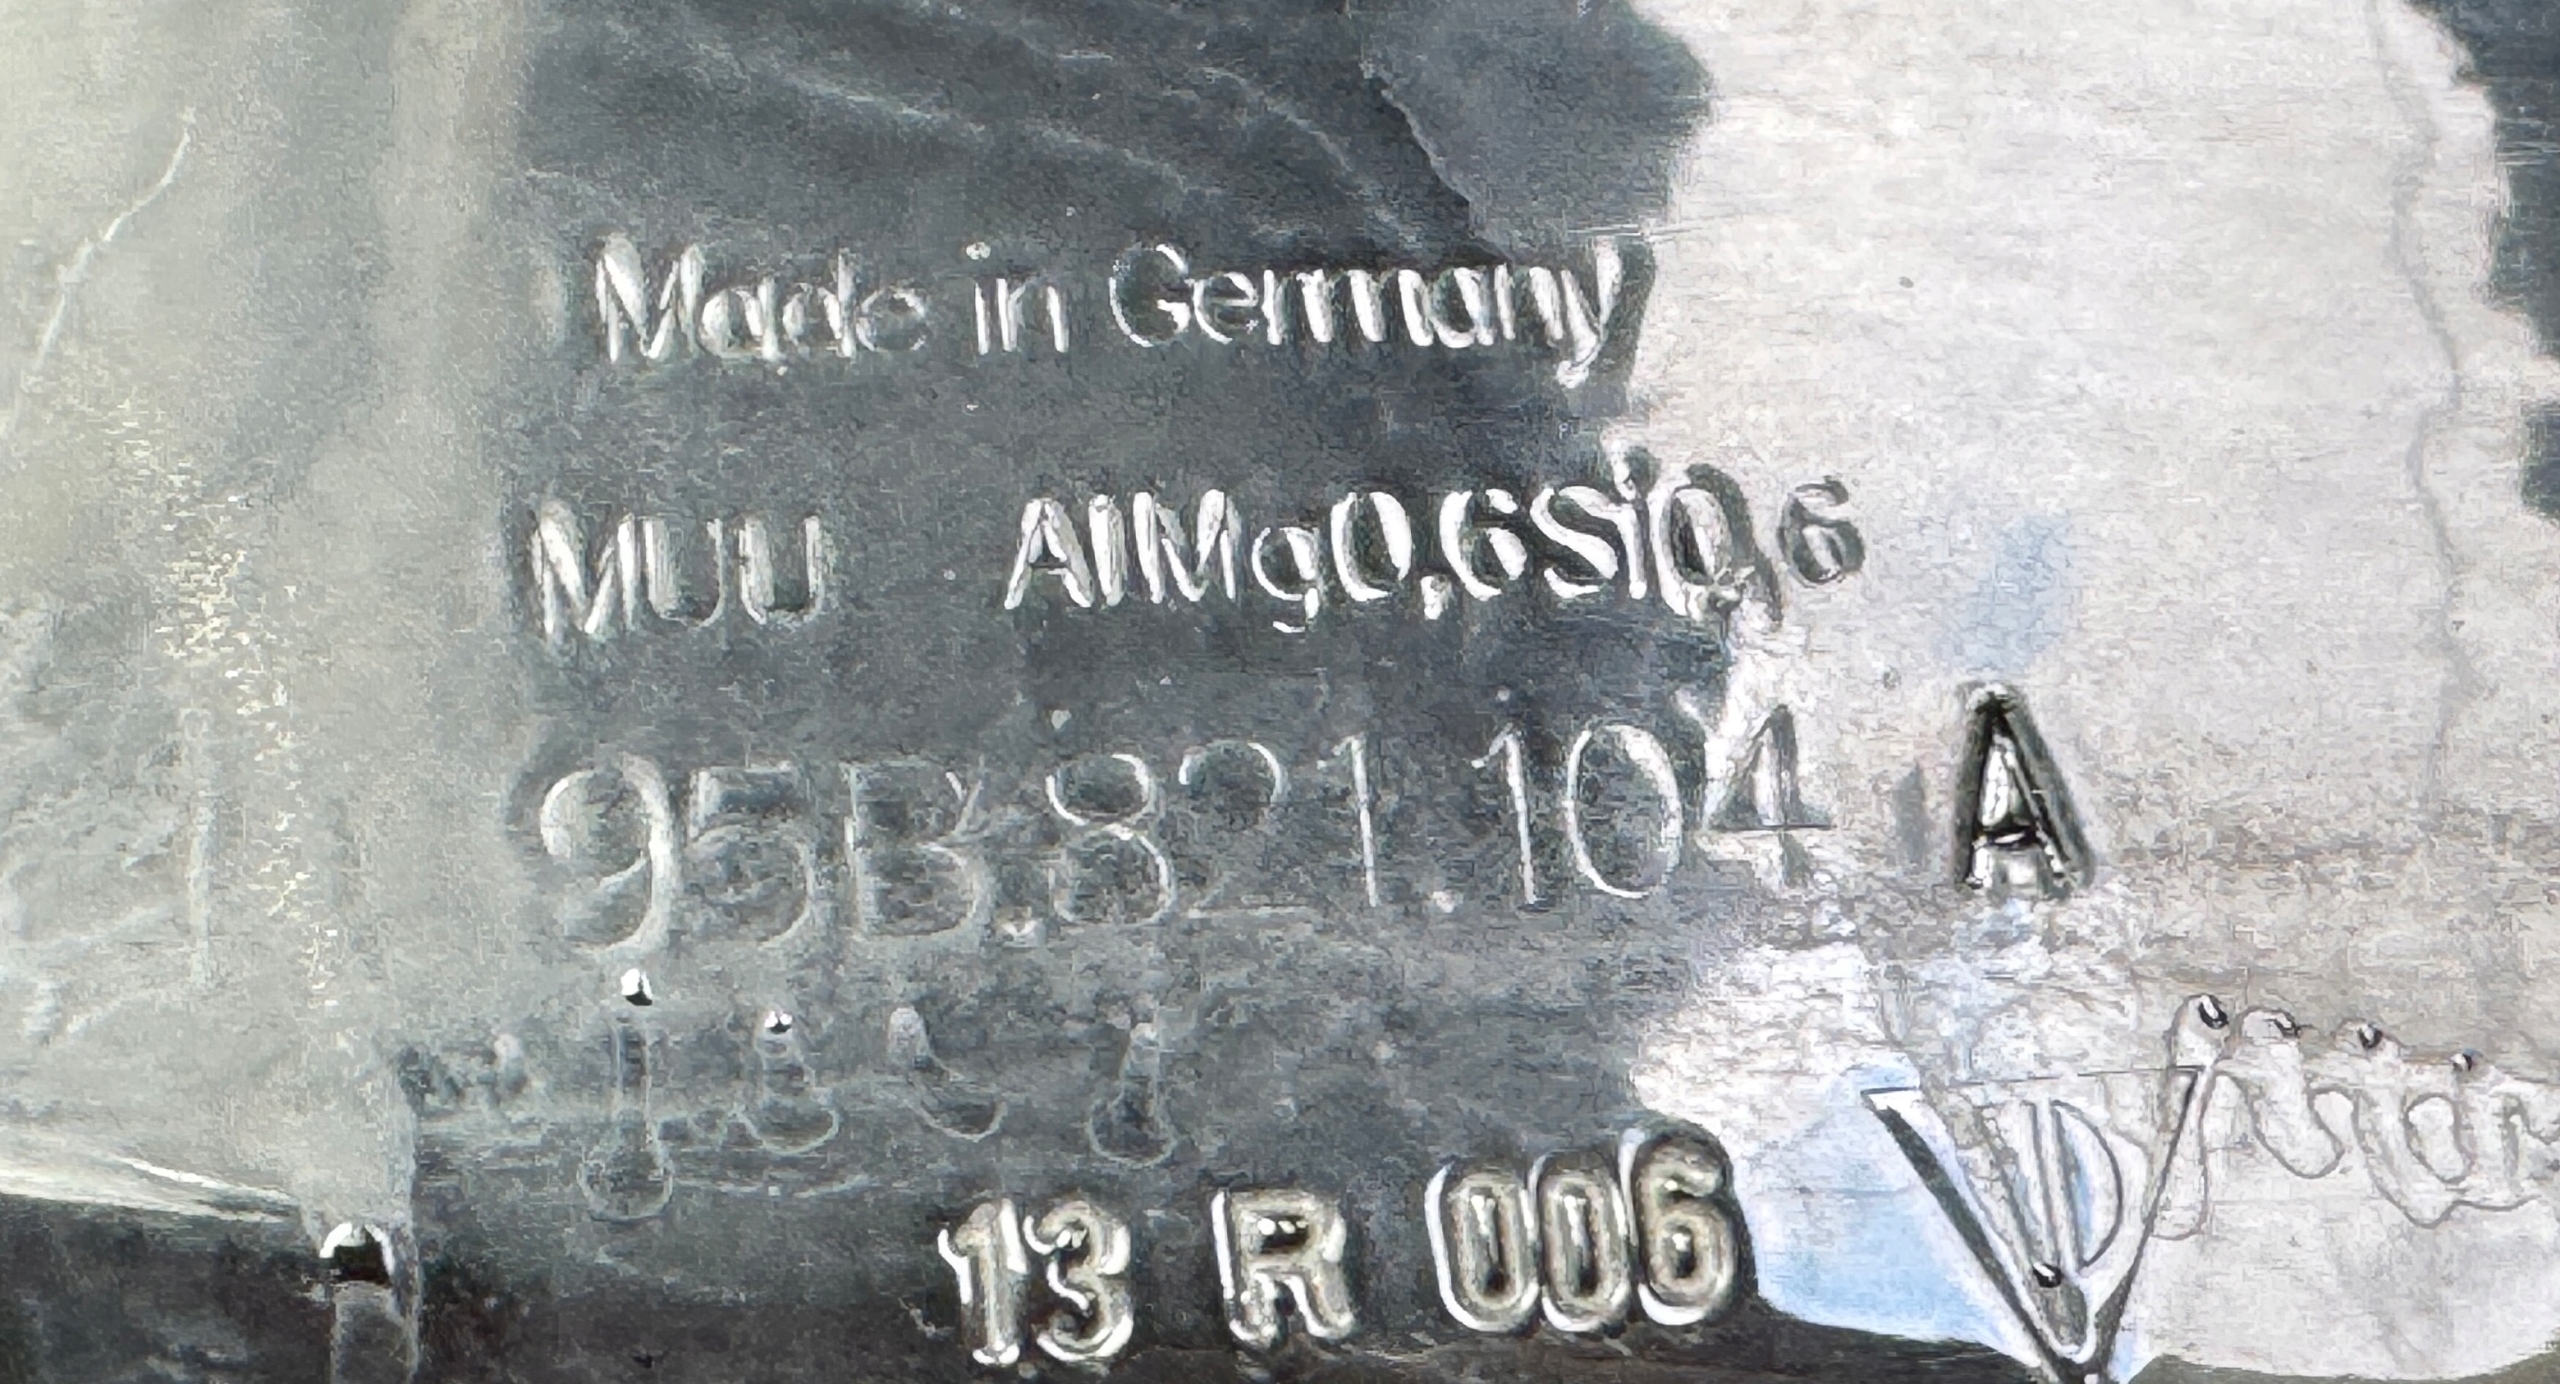 Made in Germany
MUU AlMg0,6Si0,6
95B.821.104 A
13 R 006